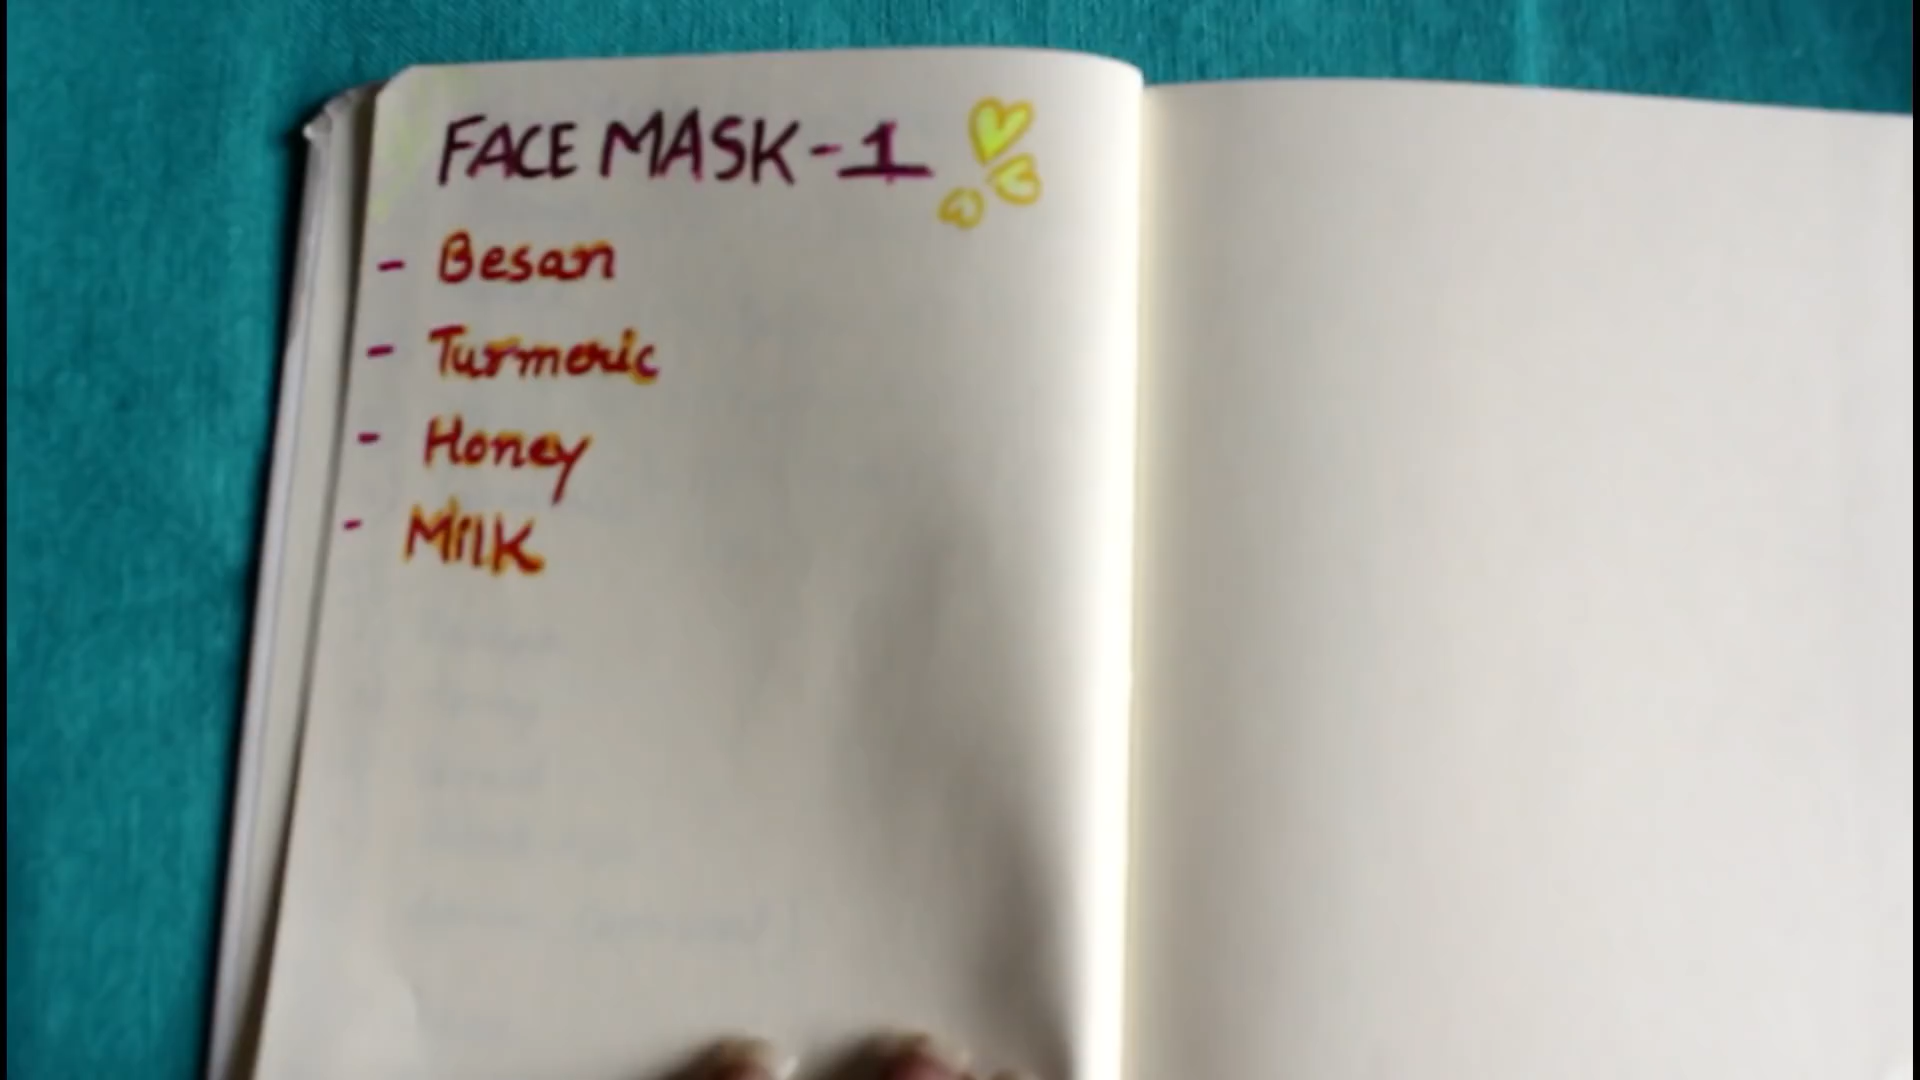 FACE MASK - 1
- Besan
- Turmeric
- Honey
- Milk